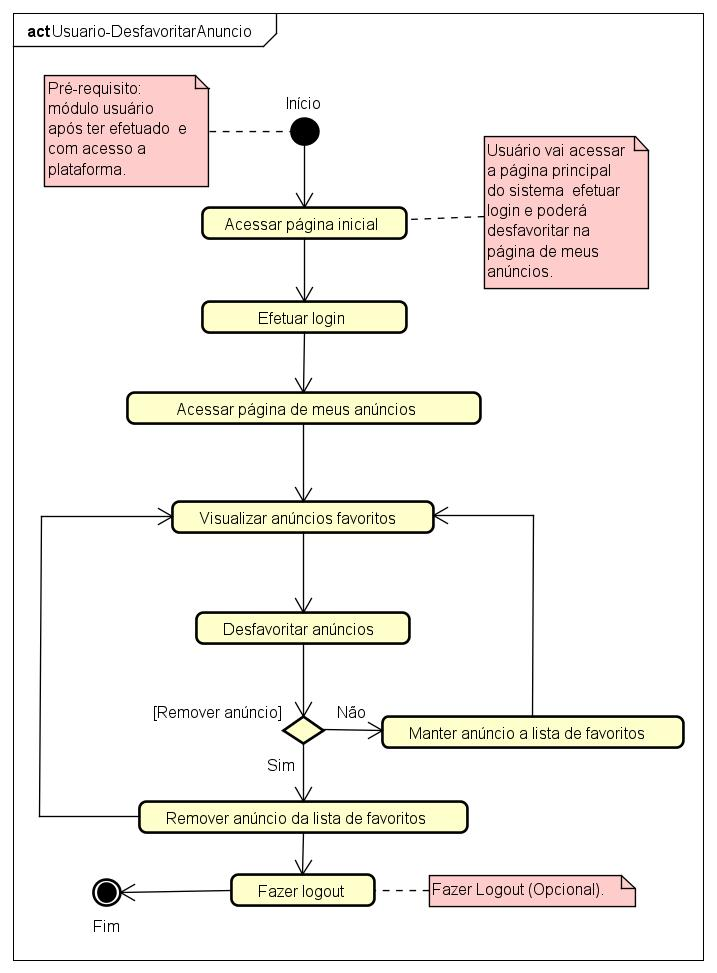 act Usuario-DesfavoritarAnuncio
Pré-requisito:
módulo usuário
após ter efetuado e
com acesso a
plataforma.
Início
Usuário vai acessar
a página principal
do sistema efetuar
login e poderá
desfavoritar na
página de meus
anúncios.
Acessar página inicial
Efetuar login
Acessar página de meus anúncios
Visualizar anúncios favoritos
Desfavoritar anúncios
[Remover anúncio]
Não
Manter anúncio a lista de favoritos
Sim
Remover anúncio da lista de favoritos
Fazer logout
Fazer Logout (Opcional).
Fim